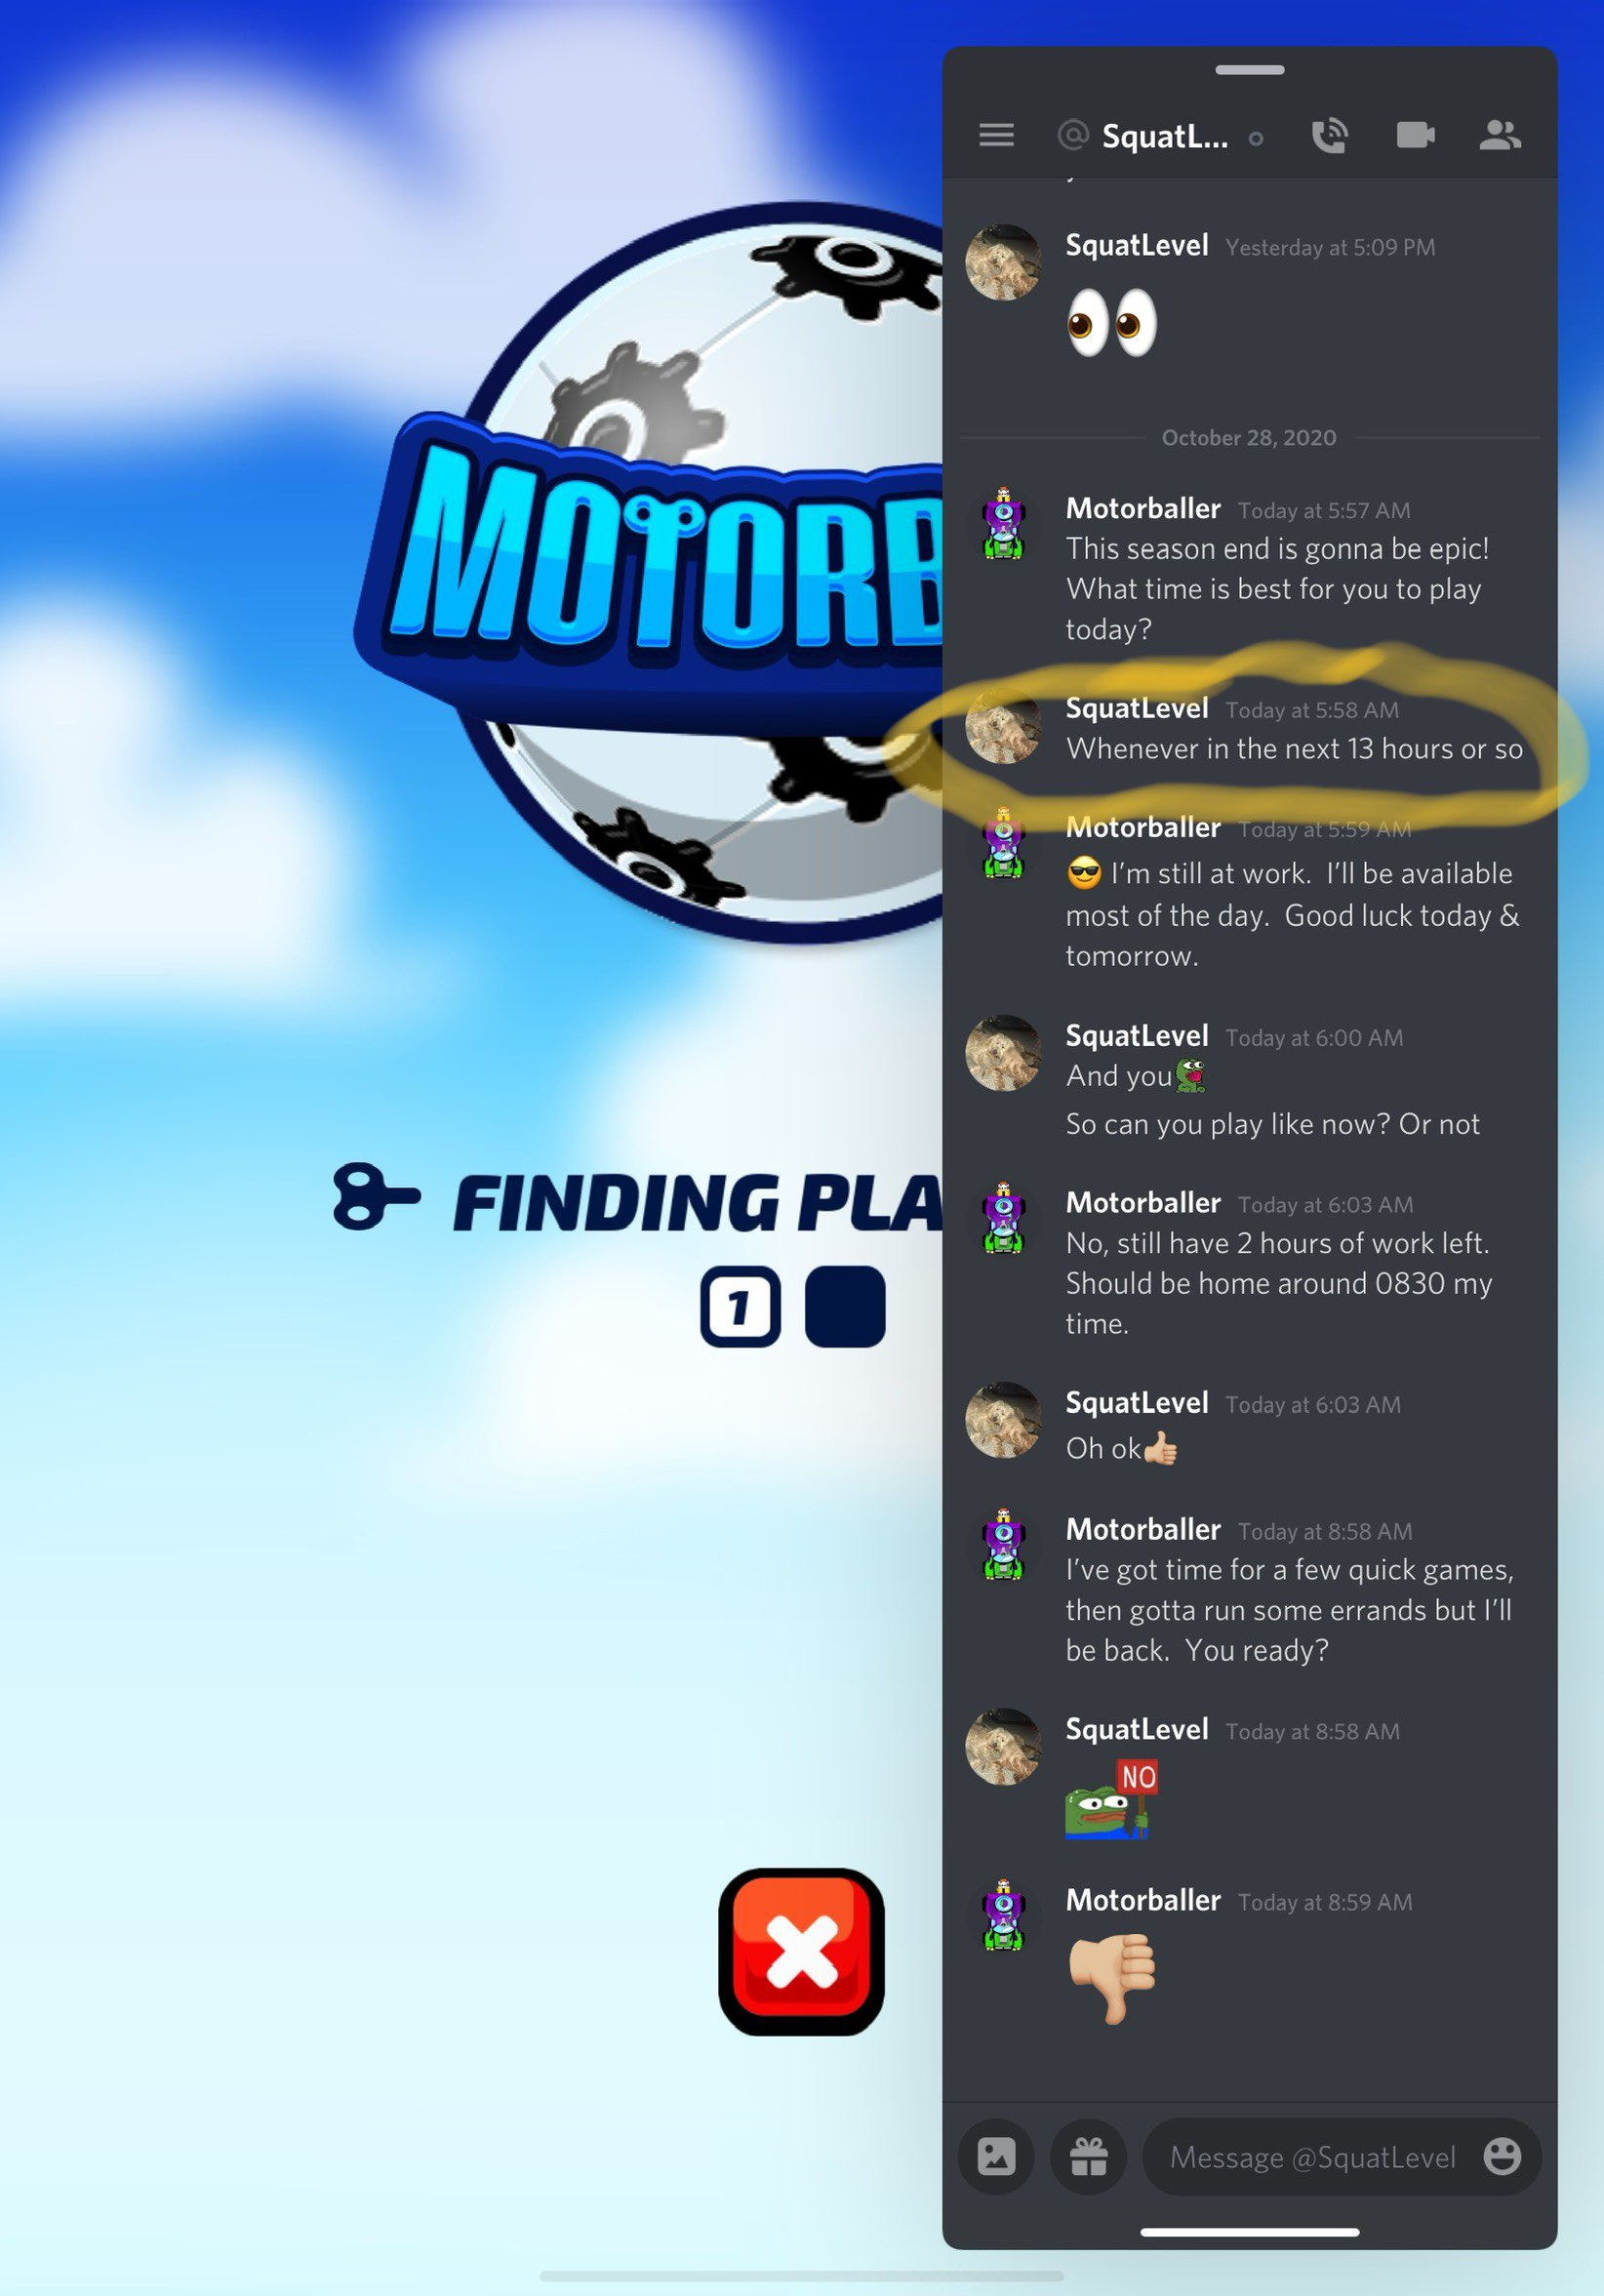 @ SquatL...
SquatLevel Yesterday at 5:09 PM
October 28, 2020
Motorballer Today at 5:57 AM
This season end is gonna be epic!
What time is best for you to play
today?
SquatLevel Today at 5:58 AM
Whenever in the next 13 hours or so
Motorballer Today at 5:59 AM
😎 I'm still at work.  I'll be available
most of the day.  Good luck today &
tomorrow.
SquatLevel Today at 6:00 AM
And you
So can you play like now? Or not
Motorballer Today at 6:03 AM
No, still have 2 hours of work left.
Should be home around 0830 my
time.
SquatLevel Today at 6:03 AM
Oh ok👍🏼
Motorballer Today at 8:58 AM
I've got time for a few quick games,
then gotta run some errands but I'll
be back.  You ready?
SquatLevel Today at 8:58 AM
NO
Motorballer Today at 8:59 AM
Message @SquatLevel
MOTORB
FINDING PLA
1